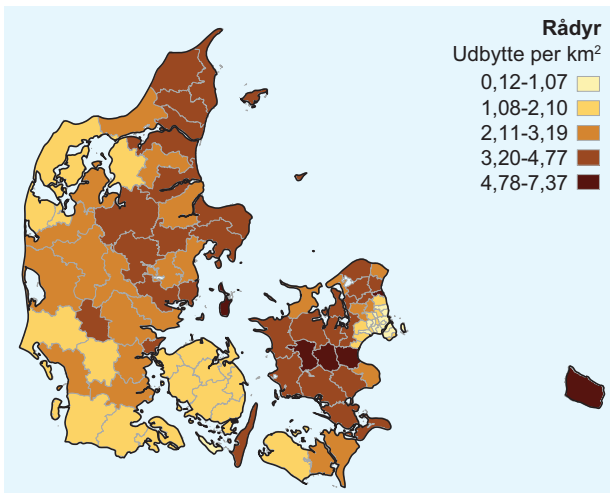 Rådyr
Udbytte per km²
0,12-1,07
1,08-2,10
2,11-3,19
3,20-4,77
4,78-7,37